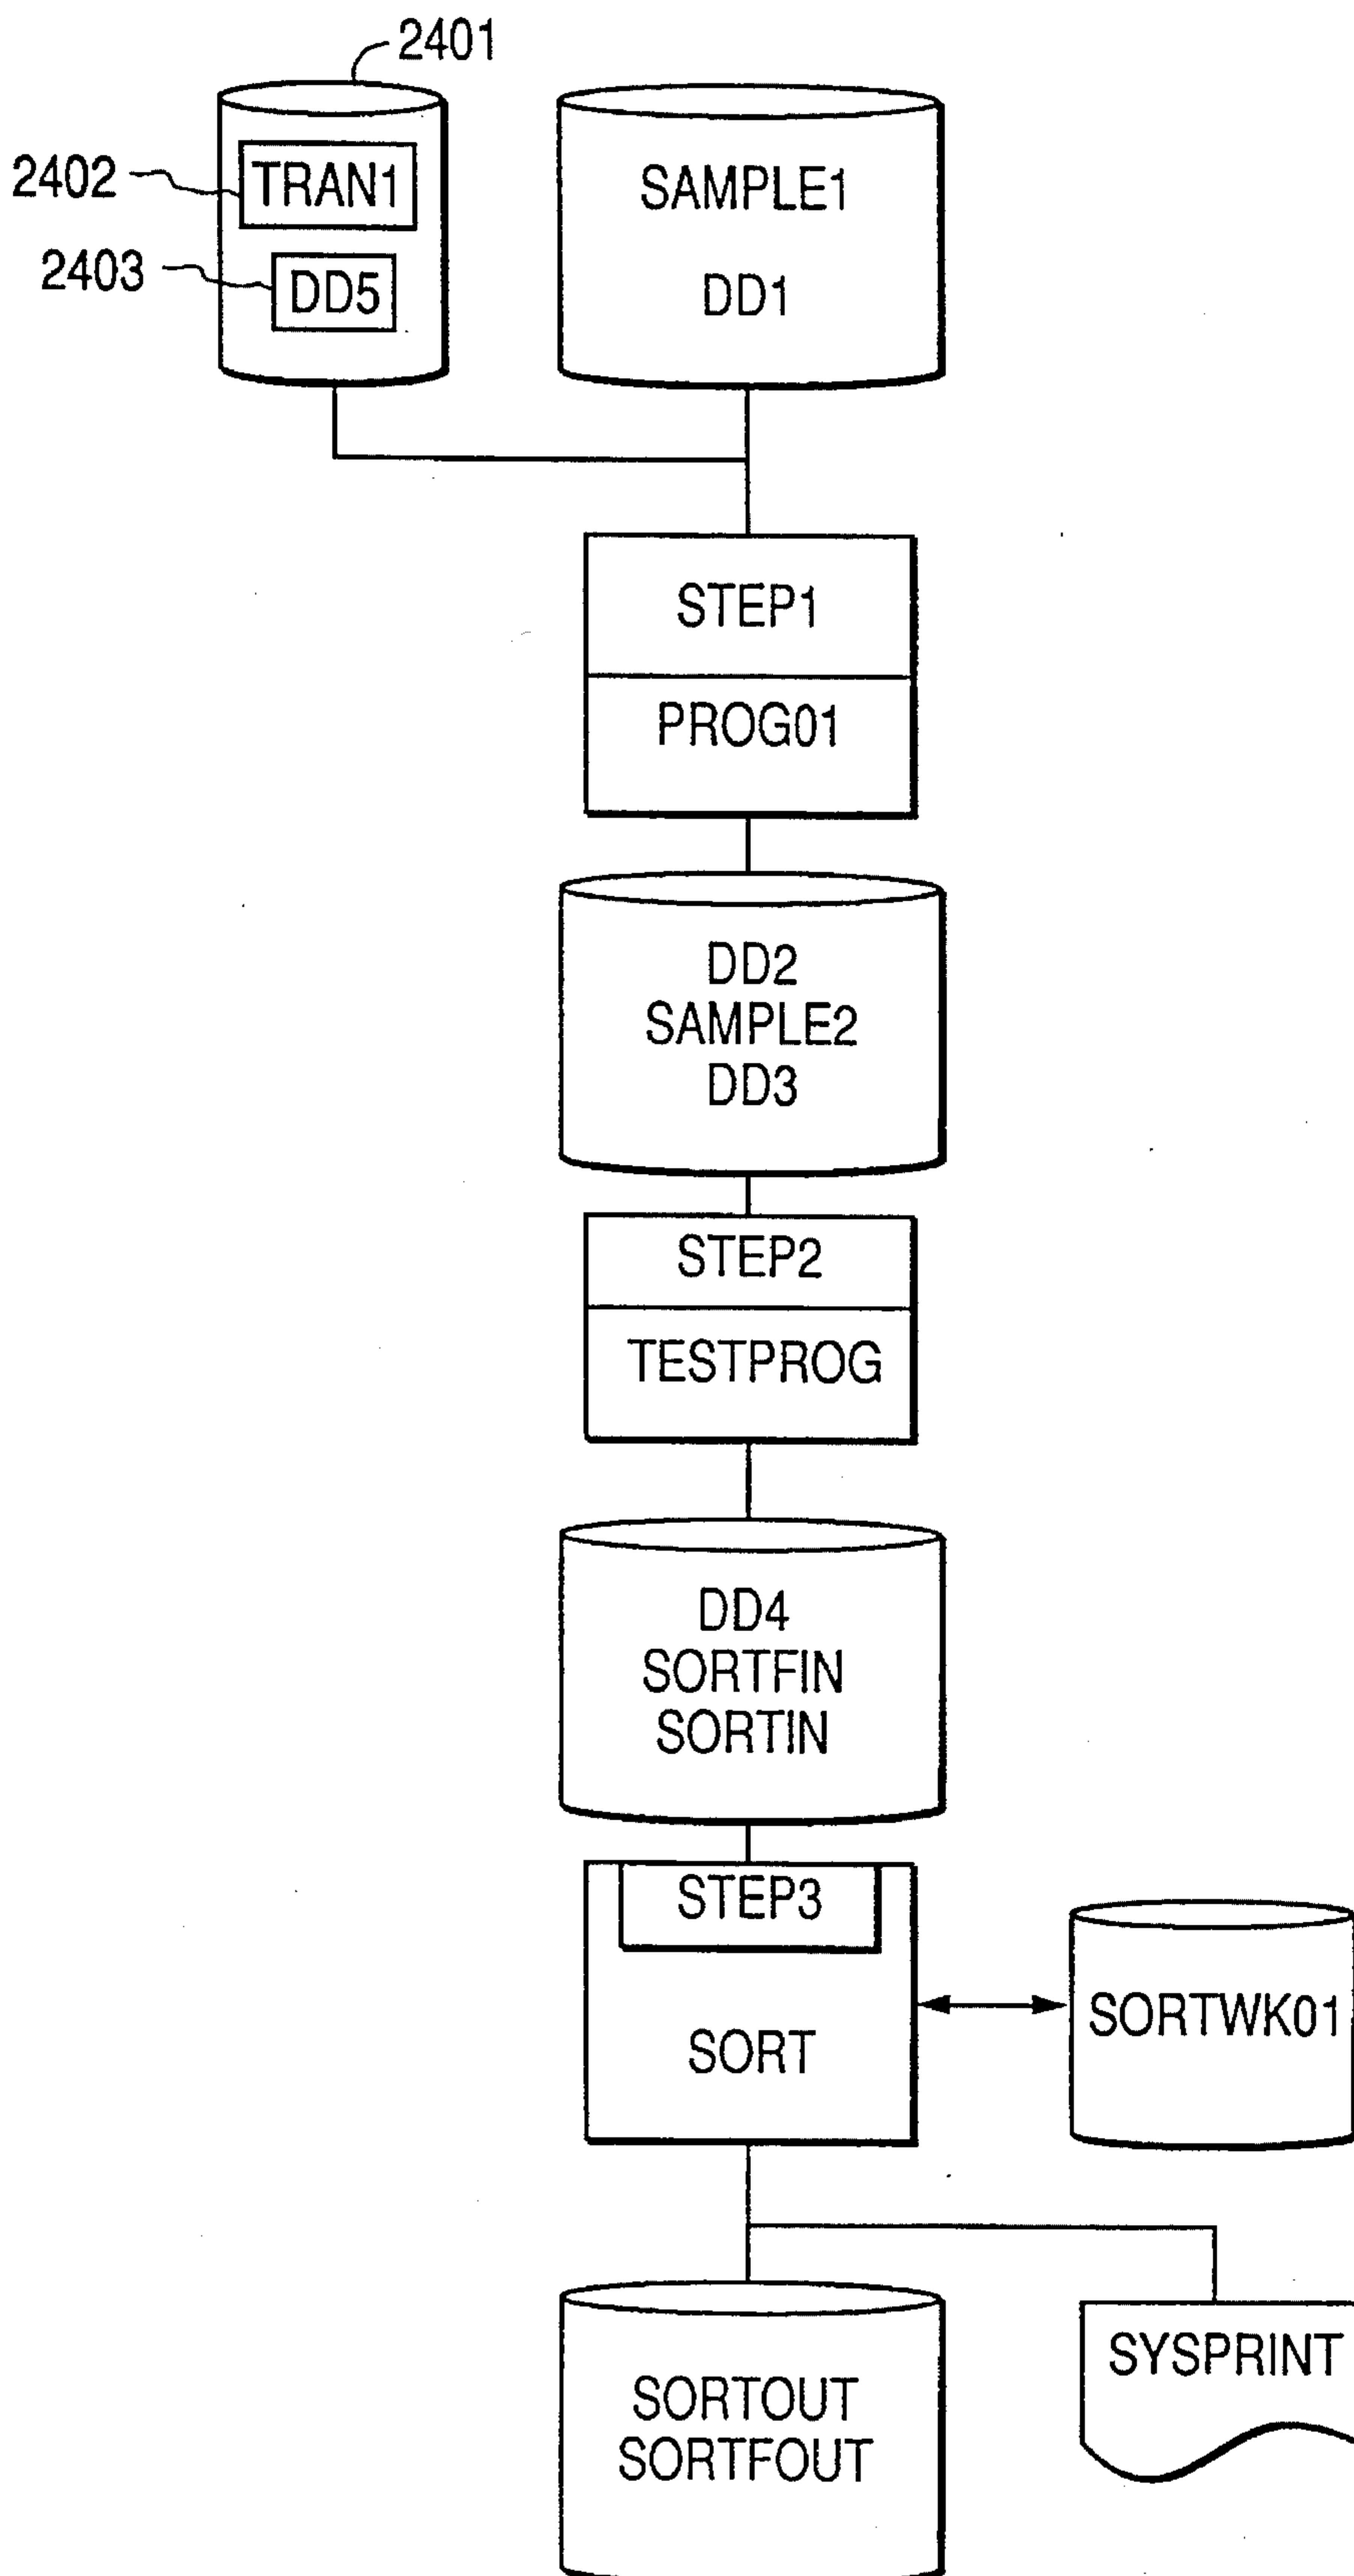 2401
2402
TRAN1
2403
DD5
SAMPLE1
DD1
STEP1
PROG01
DD2
SAMPLE2
DD3
STEP2
TESTPROG
DD4
SORTFIN
SORTIN
STEP3
SORT
SORTWK01
SORTOUT
SORTFOUT
SYSPRINT